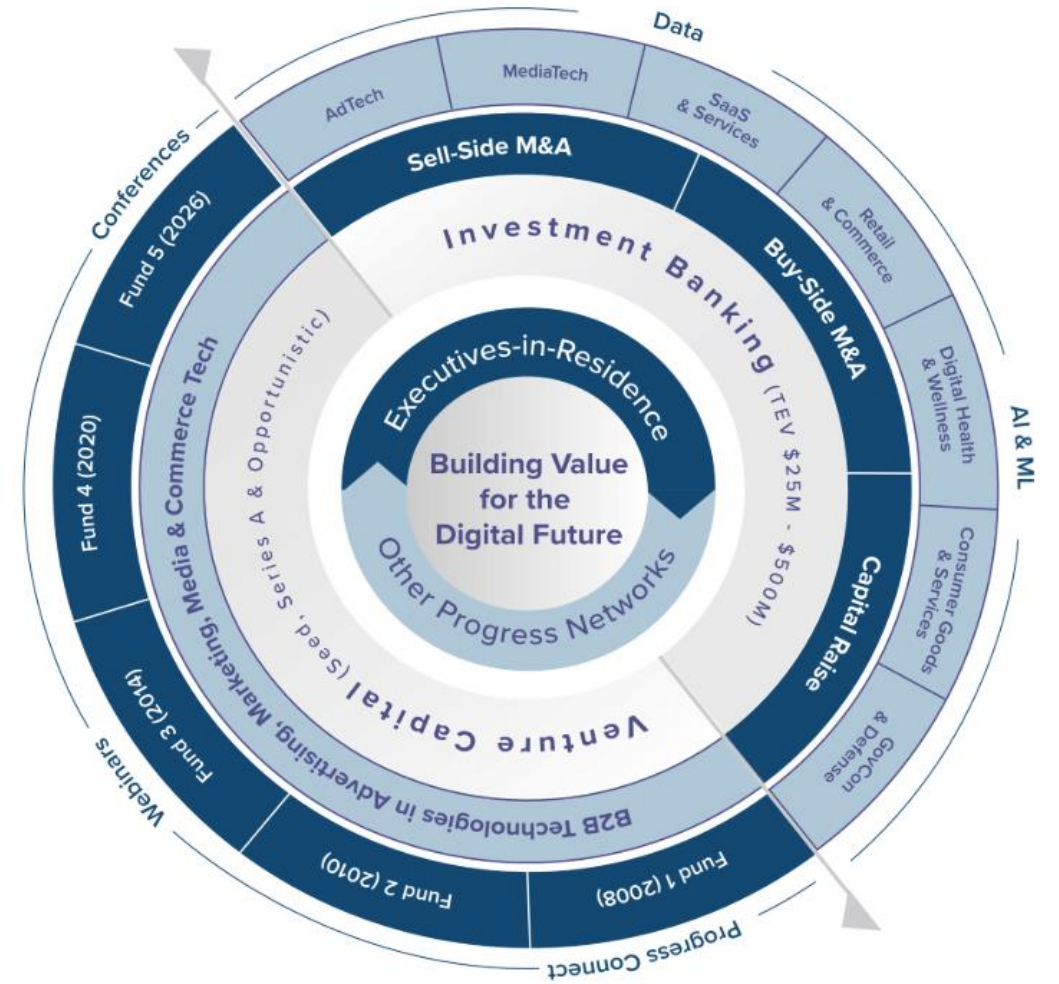 Data
AI & ML
Conferences
Webinars
Progress Connect
AdTech
MediaTech
SaaS
& Services
Retail
& Commerce
Digital Health
& Wellness
Consumer Goods
& Services
GovCon
& Defense
Sell-Side M&A
Buy-Side M&A
Capital Raise
Investment Banking (TEV $25M - $500M)
Fund 1 (2008)
Fund 2 (2010)
Fund 3 (2014)
Fund 4 (2020)
Fund 5 (2026)
B2B Technologies in Advertising, Marketing, Media & Commerce Tech
Venture Capital (Seed, Series A & Opportunistic)
Executives-in-Residence
Other Progress Networks
Building Value
for the
Digital Future